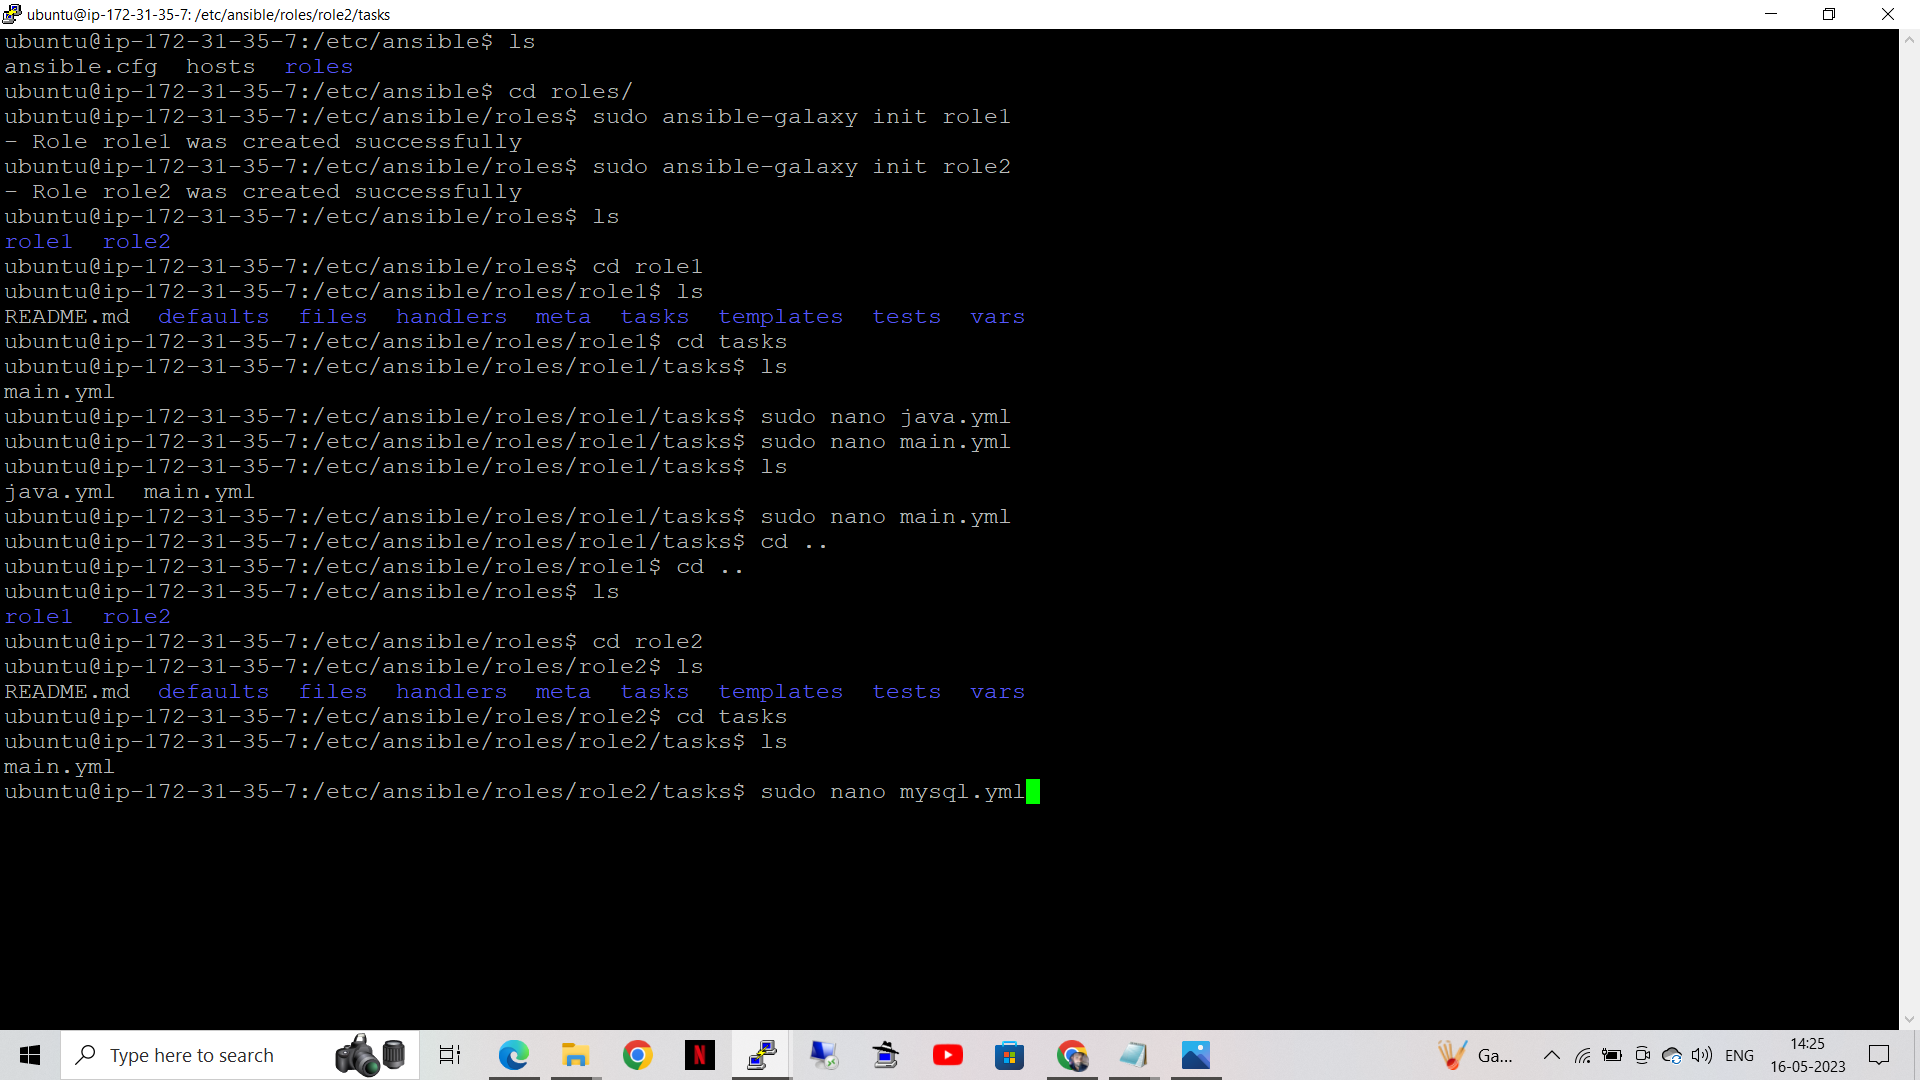 ubuntu@ip-172-31-35-7: /etc/ansible/roles/role2/tasks
ubuntu@ip-172-31-35-7:/etc/ansible$ ls
ansible.cfg  hosts  roles
ubuntu@ip-172-31-35-7:/etc/ansible$ cd roles/
ubuntu@ip-172-31-35-7:/etc/ansible/roles$ sudo ansible-galaxy init role1
- Role role1 was created successfully
ubuntu@ip-172-31-35-7:/etc/ansible/roles$ sudo ansible-galaxy init role2
- Role role2 was created successfully
ubuntu@ip-172-31-35-7:/etc/ansible/roles$ ls
role1  role2
ubuntu@ip-172-31-35-7:/etc/ansible/roles$ cd role1
ubuntu@ip-172-31-35-7:/etc/ansible/roles/role1$ ls
README.md  defaults  files  handlers  meta  tasks  templates  tests  vars
ubuntu@ip-172-31-35-7:/etc/ansible/roles/role1$ cd tasks
ubuntu@ip-172-31-35-7:/etc/ansible/roles/role1/tasks$ ls
main.yml
ubuntu@ip-172-31-35-7:/etc/ansible/roles/role1/tasks$ sudo nano java.yml
ubuntu@ip-172-31-35-7:/etc/ansible/roles/role1/tasks$ sudo nano main.yml
ubuntu@ip-172-31-35-7:/etc/ansible/roles/role1/tasks$ ls
java.yml  main.yml
ubuntu@ip-172-31-35-7:/etc/ansible/roles/role1/tasks$ sudo nano main.yml
ubuntu@ip-172-31-35-7:/etc/ansible/roles/role1/tasks$ cd ..
ubuntu@ip-172-31-35-7:/etc/ansible/roles/role1$ cd ..
ubuntu@ip-172-31-35-7:/etc/ansible/roles$ ls
role1  role2
ubuntu@ip-172-31-35-7:/etc/ansible/roles$ cd role2
ubuntu@ip-172-31-35-7:/etc/ansible/roles/role2$ ls
README.md  defaults  files  handlers  meta  tasks  templates  tests  vars
ubuntu@ip-172-31-35-7:/etc/ansible/roles/role2$ cd tasks
ubuntu@ip-172-31-35-7:/etc/ansible/roles/role2/tasks$ ls
main.yml
ubuntu@ip-172-31-35-7:/etc/ansible/roles/role2/tasks$ sudo nano mysql.yml
Type here to search
N
Ga...
ENG
14:25
16-05-2023